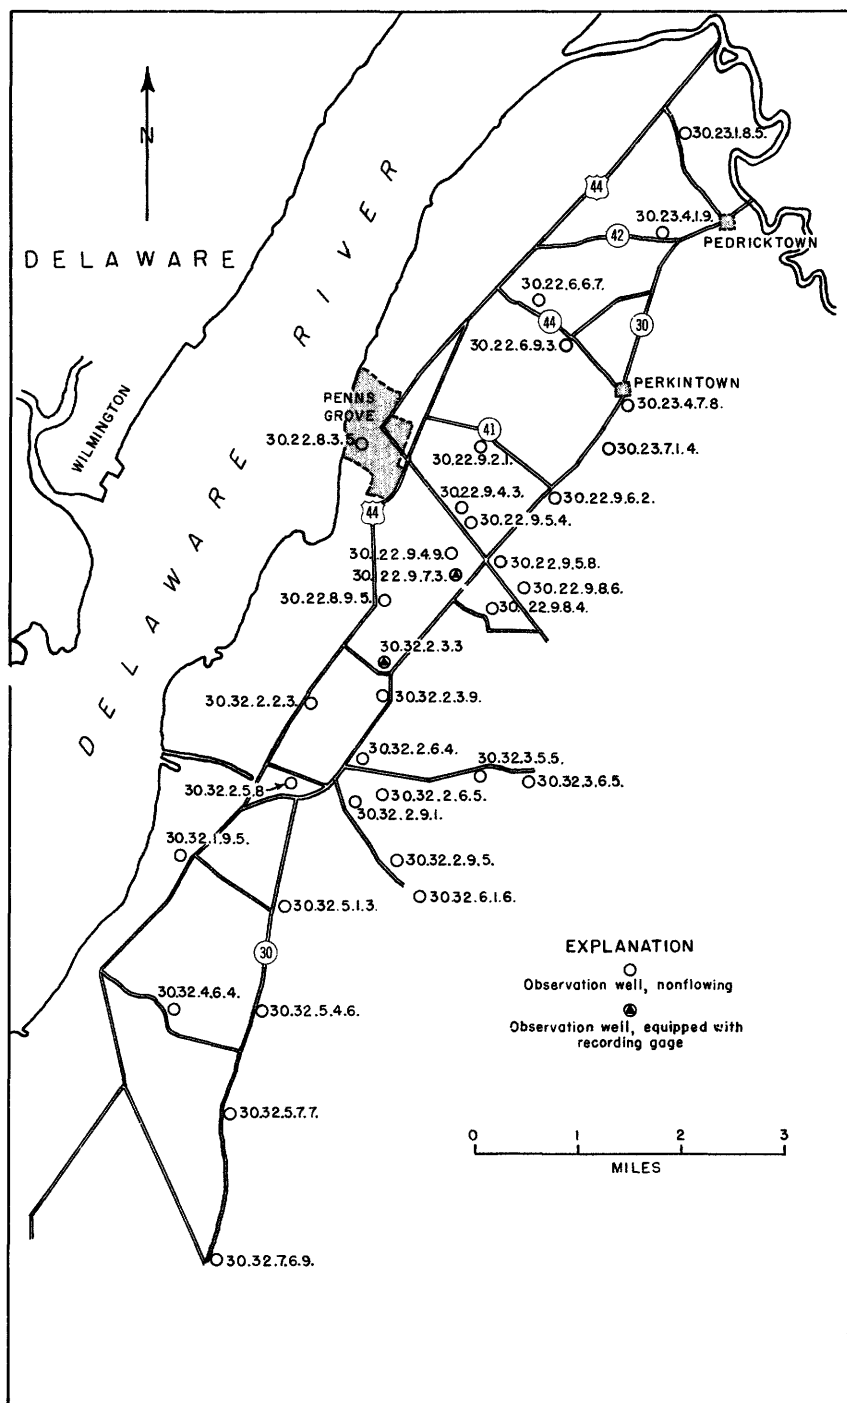 N
DELAWARE
DELAWARE RIVER
WILMINGTON
PENNS
GROVE
30.23.1.8.5.
44
30.23.4.1.9.
42
PEDRICKTOWN
30.22.6.6.7.
44
30
30.22.6.9.3.
PERKINTOWN
30.23.4.7.8.
30.22.8.3.5.
41
30.22.9.2.1.
30.23.7.1.4.
30.22.9.4.3.
30.22.9.6.2.
44
30.22.9.5.4.
30.22.9.4.9.
30.22.9.5.8.
30.22.9.7.3.
30.22.9.8.6.
30.22.8.9.5.
30.22.9.8.4.
30.32.2.3.3
30.32.2.2.3.
30.32.2.3.9.
30.32.2.6.4.
30.32.3.5.5.
30.32.3.6.5.
30.32.2.5.8
30.32.2.6.5.
30.32.2.9.1.
30.32.1.9.5.
30.32.2.9.5.
30.32.6.1.6.
30.32.5.1.3.
30
30.32.4.6.4.
30.32.5.4.6.
30.32.5.7.7.
30.32.7.6.9.
EXPLANATION
Observation well, nonflowing
Observation well, equipped with
recording gage
0 1 2 3
MILES